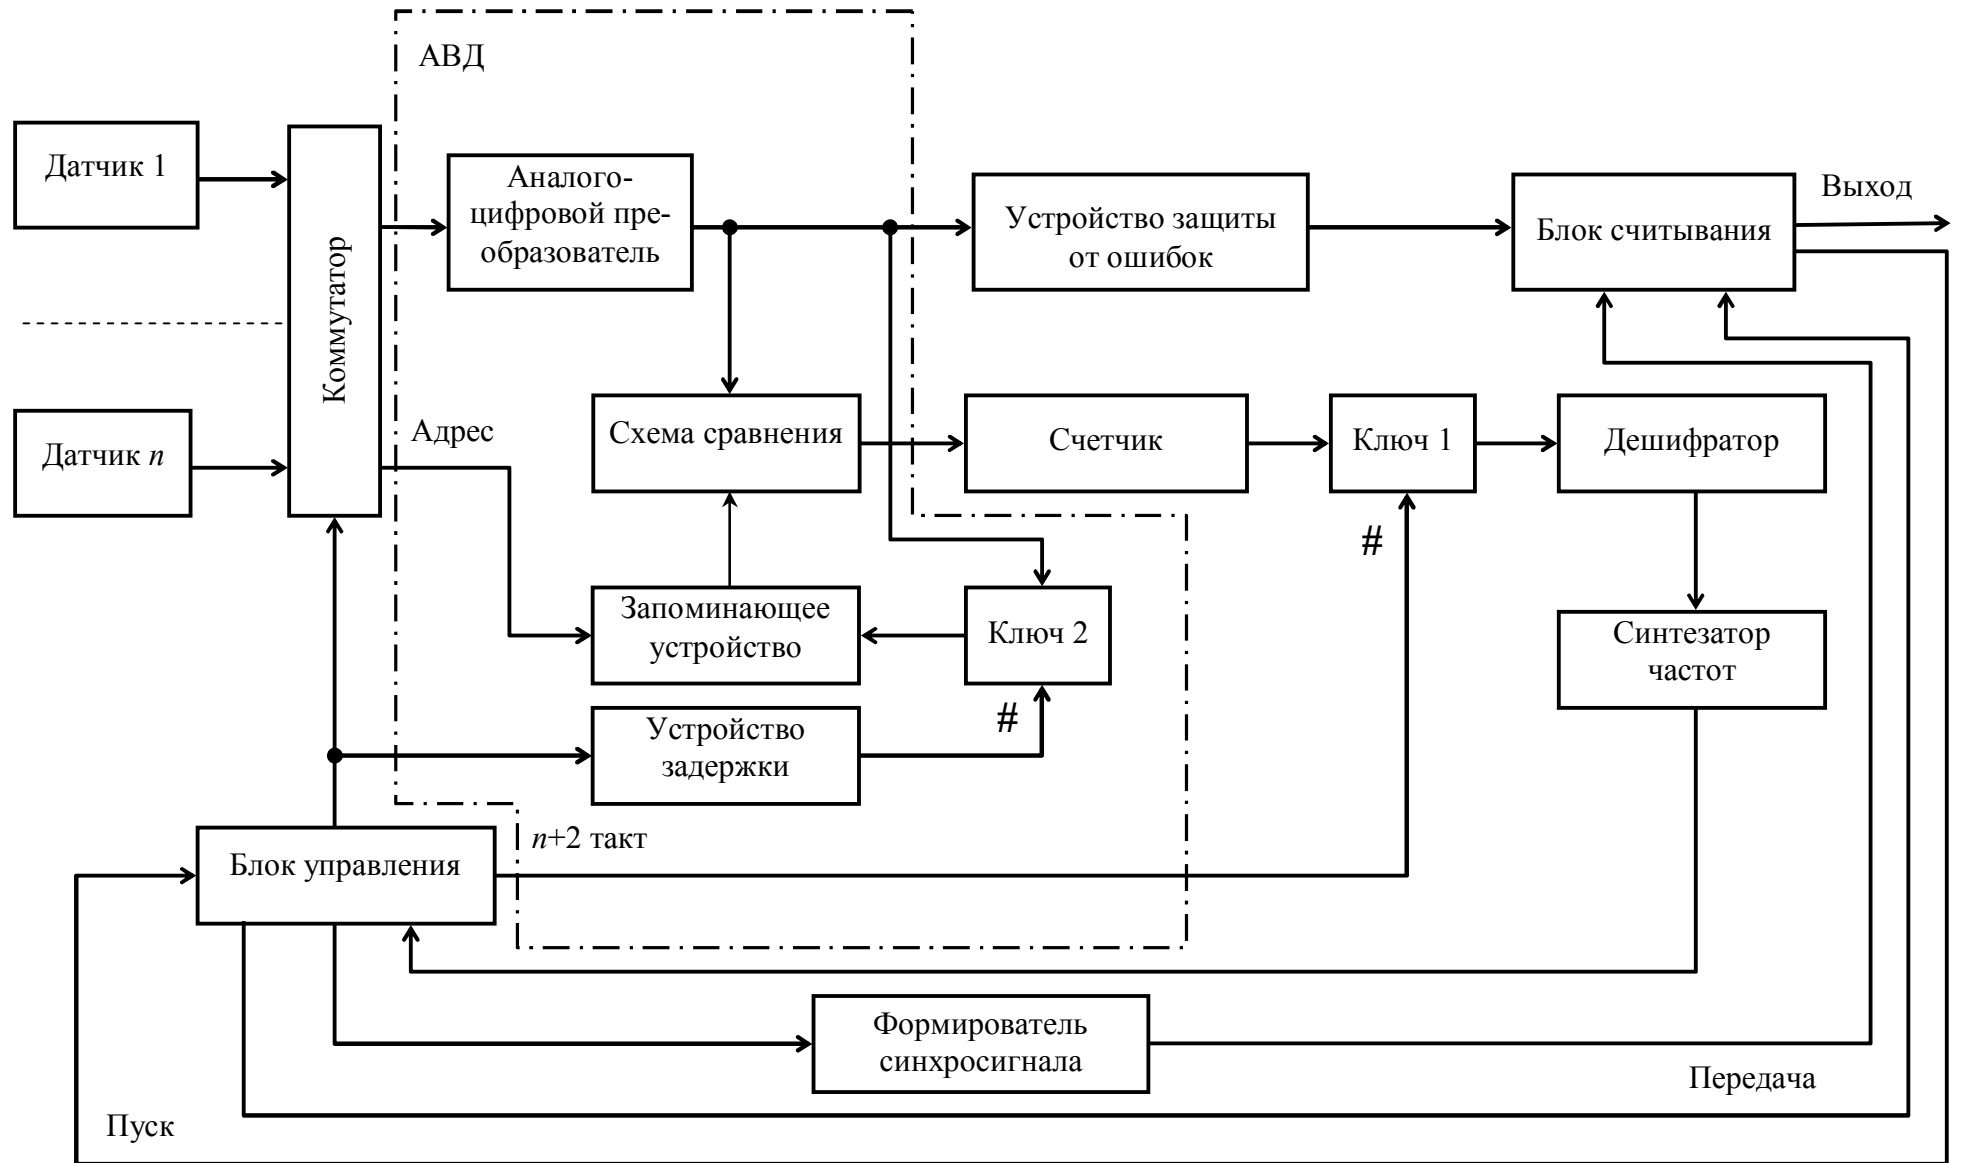 АВД
Датчик 1
Коммутатор
Аналого-
цифровой пре-
образователь
Устройство защиты
от ошибок
Блок считывания
Выход
Датчик n
Адрес
Схема сравнения
Счетчик
Ключ 1
Дешифратор
#
Запоминающее
устройство
Ключ 2
Синтезатор
частот
#
Устройство
задержки
n+2 такт
Блок управления
Формирователь
синхросигнала
Передача
Пуск